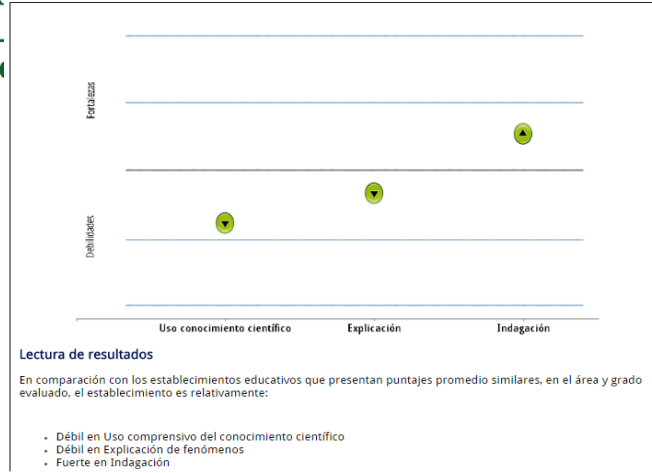 Fortalezas
Debilidades
Uso conocimiento científico Explicación Indagación
Lectura de resultados
En comparación con los establecimientos educativos que presentan puntajes promedio similares, en el área y grado
evaluado, el establecimiento es relativamente:
• Débil en Uso comprensivo del conocimiento científico
• Débil en Explicación de fenómenos
• Fuerte en Indagación